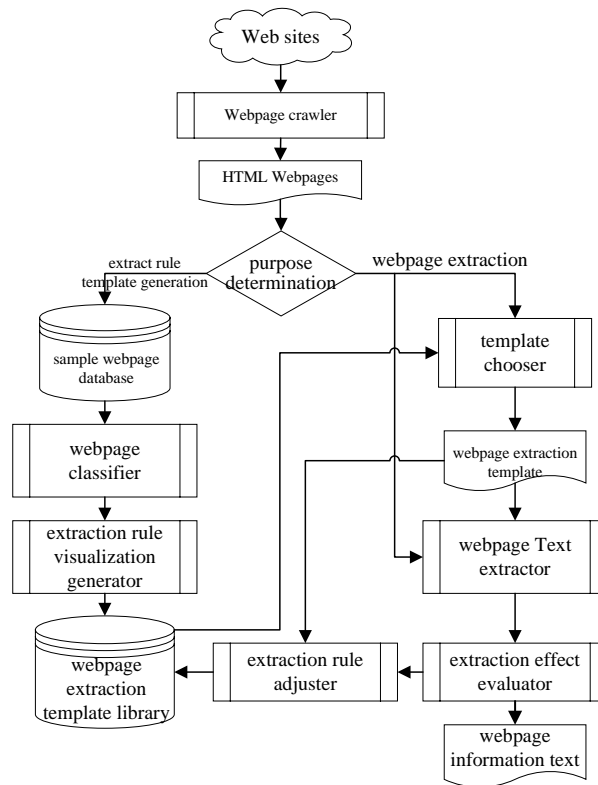 Web sites
Webpage crawler
HTML Webpages
purpose
determination
extract rule
template generation
webpage extraction
sample webpage
database
template
chooser
webpage
classifier
webpage extraction
template
extraction rule
visualization
generator
webpage Text
extractor
webpage
extraction
template library
extraction rule
adjuster
extraction effect
evaluator
webpage
information text